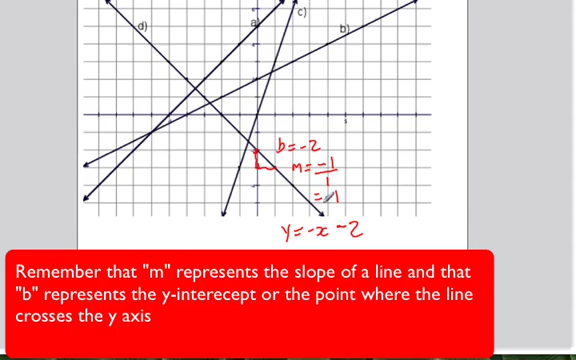 c)
d)
a)
b)
b=-2
m=-1/1
=-1
y=-x-2
Remember that "m" represents the slope of a line and that
"b" represents the y-interecept or the point where the line
crosses the y axis